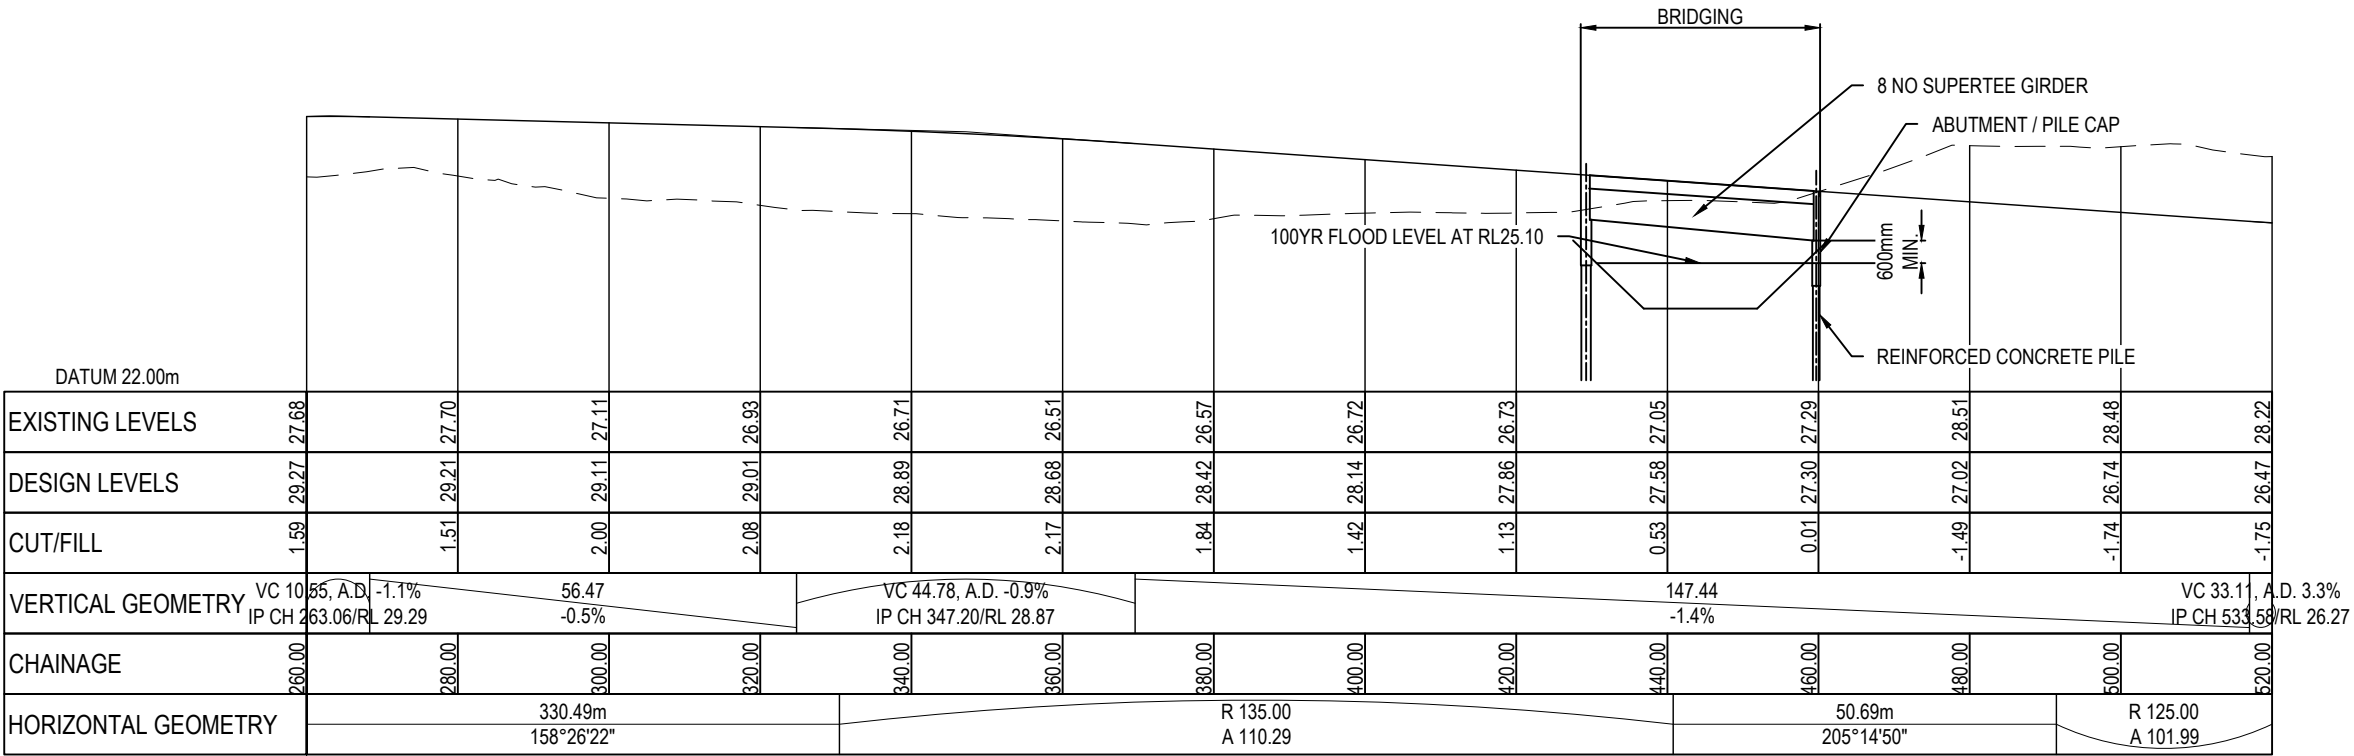 BRIDGING
8 NO SUPERTEE GIRDER
ABUTMENT / PILE CAP
100YR FLOOD LEVEL AT RL25.10
600mm
MIN.
REINFORCED CONCRETE PILE
DATUM 22.00m
EXISTING LEVELS 27.68 27.70 27.11 26.93 26.71 26.51 26.57 26.72 26.73 27.05 27.29 28.51 28.48 28.22
DESIGN LEVELS 29.27 29.21 29.11 29.01 28.89 28.68 28.42 28.14 27.86 27.58 27.30 27.02 26.74 26.47
CUT/FILL 1.59 1.51 2.00 2.08 2.18 2.17 1.84 1.42 1.13 0.53 0.01 -1.49 -1.74 -1.75
VERTICAL GEOMETRY
VC 10.55, A.D. -1.1%
IP CH 263.06/RL 29.29
56.47
-0.5%
VC 44.78, A.D. -0.9%
IP CH 347.20/RL 28.87
147.44
-1.4%
VC 33.11, A.D. 3.3%
IP CH 533.58/RL 26.27
CHAINAGE 260.00 280.00 300.00 320.00 340.00 360.00 380.00 400.00 420.00 440.00 460.00 480.00 500.00 520.00
HORIZONTAL GEOMETRY
330.49m
158°26'22"
R 135.00
A 110.29
50.69m
205°14'50"
R 125.00
A 101.99